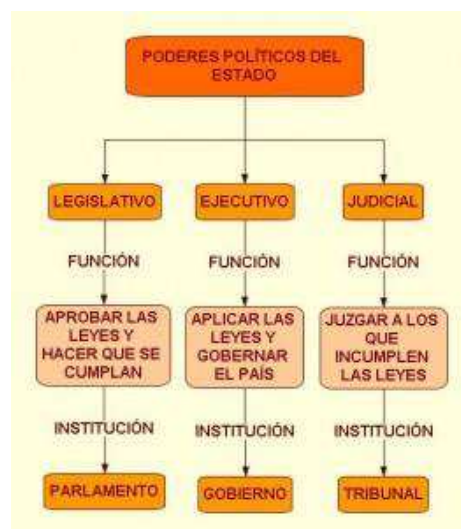 PODERES POLÍTICOS DEL
ESTADO
LEGISLATIVO
EJECUTIVO
JUDICIAL
FUNCIÓN
FUNCIÓN
FUNCIÓN
APROBAR LAS
LEYES Y
HACER QUE SE
CUMPLAN
APLICAR LAS
LEYES Y
GOBERNAR
EL PAÍS
JUZGAR A LOS
QUE
INCUMPLEN
LAS LEYES
INSTITUCIÓN
INSTITUCIÓN
INSTITUCIÓN
PARLAMENTO
GOBIERNO
TRIBUNAL